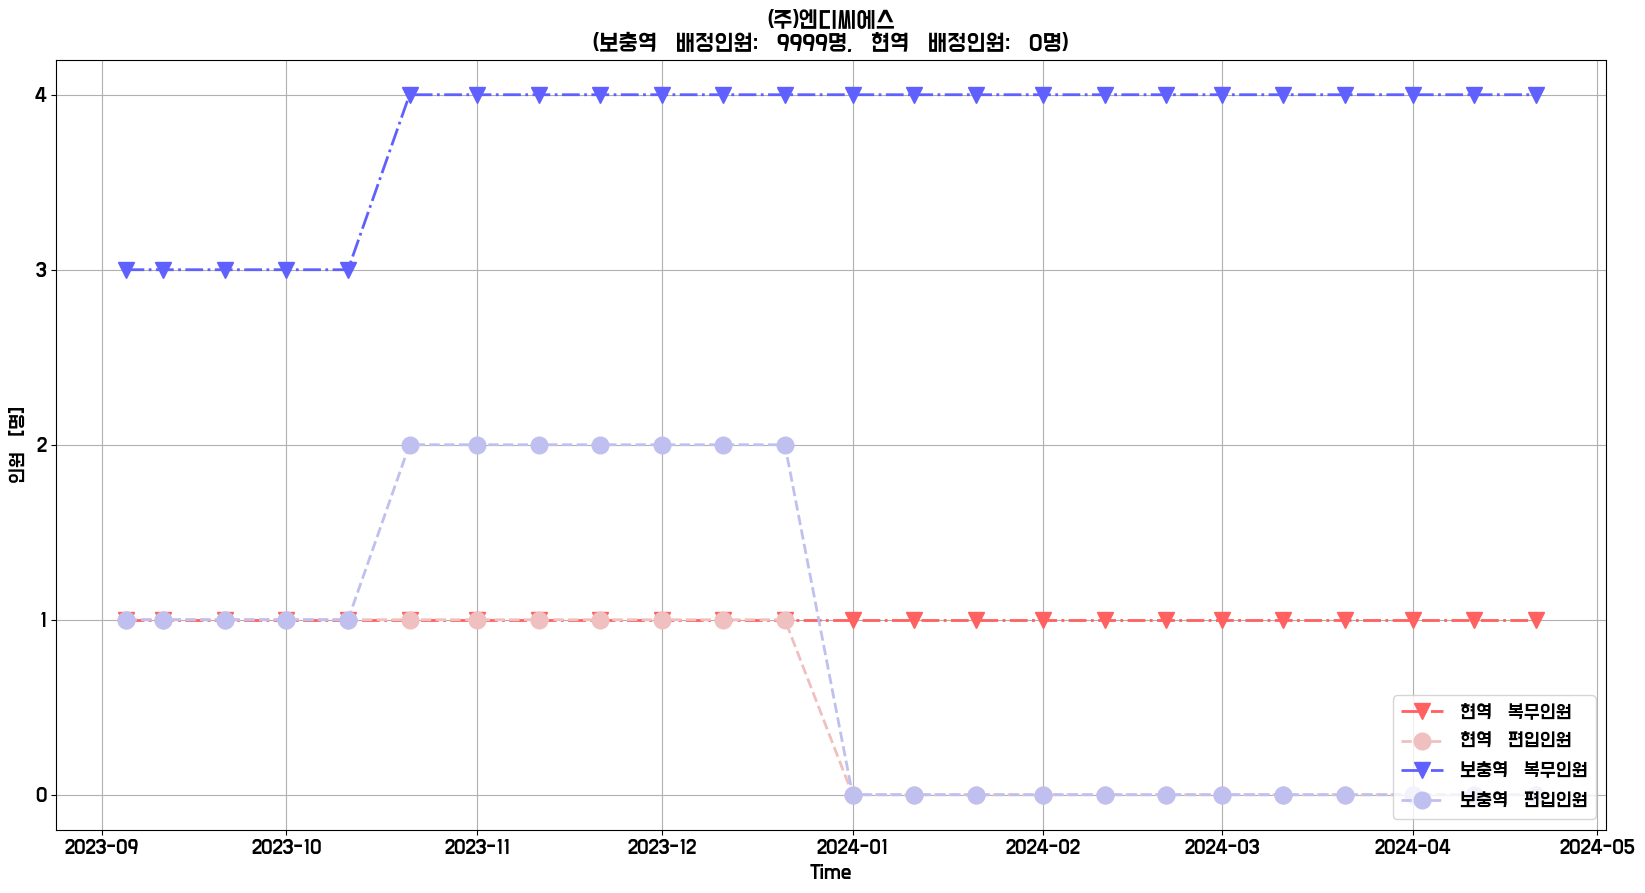 (주)엔디씨에스
(보충역 배정인원: 9999명, 현역 배정인원: 0명)
4
3
2
1
0
인원 [명]
2023-09 2023-10 2023-11 2023-12 2024-01 2024-02 2024-03 2024-04 2024-05
Time
현역 복무인원
현역 편입인원
보충역 복무인원
보충역 편입인원